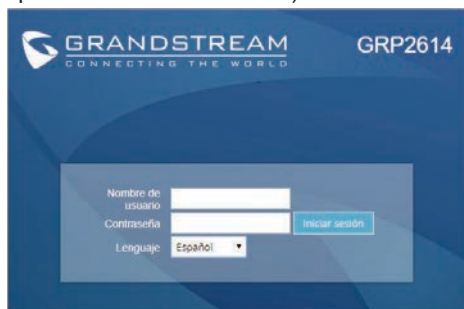 GRANDSTREAM
CONNECTING THE WORLD
GRP2614
Nombre de
usuario
Contraseña
Iniciar sesión
Lenguaje
Español